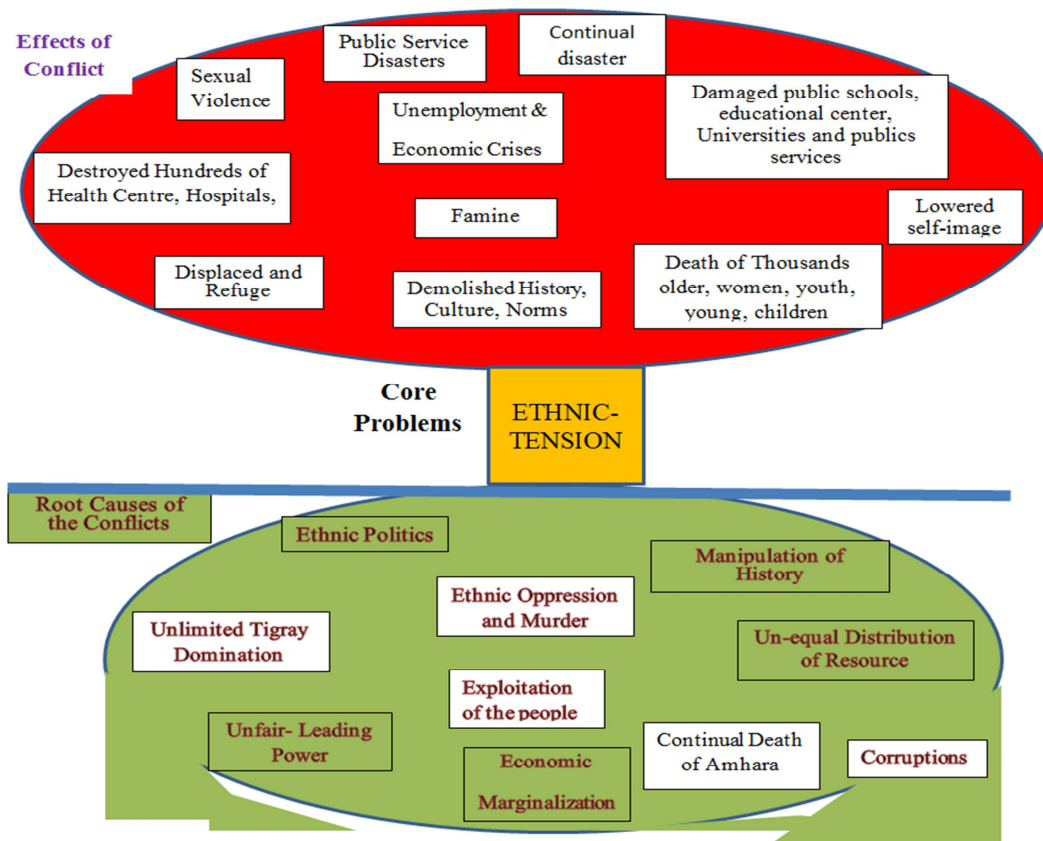 Effects of
Conflict
Public Service
Disasters
Continual
disaster
Sexual
Violence
Unemployment &
Economic Crises
Damaged public schools,
educational center,
Universities and publics
services
Destroyed Hundreds of
Health Centre, Hospitals,
Famine
Lowered
self-image
Displaced and
Refuge
Demolished History,
Culture, Norms
Death of Thousands
older, women, youth,
young, children
Core
Problems
ETHNIC-
TENSION
Root Causes of
the Conflicts
Ethnic Politics
Manipulation of
History
Ethnic Oppression
and Murder
Unlimited Tigray
Domination
Un-equal Distribution
of Resource
Exploitation
of the people
Unfair- Leading
Power
Economic
Marginalization
Continual Death
of Amhara
Corruptions